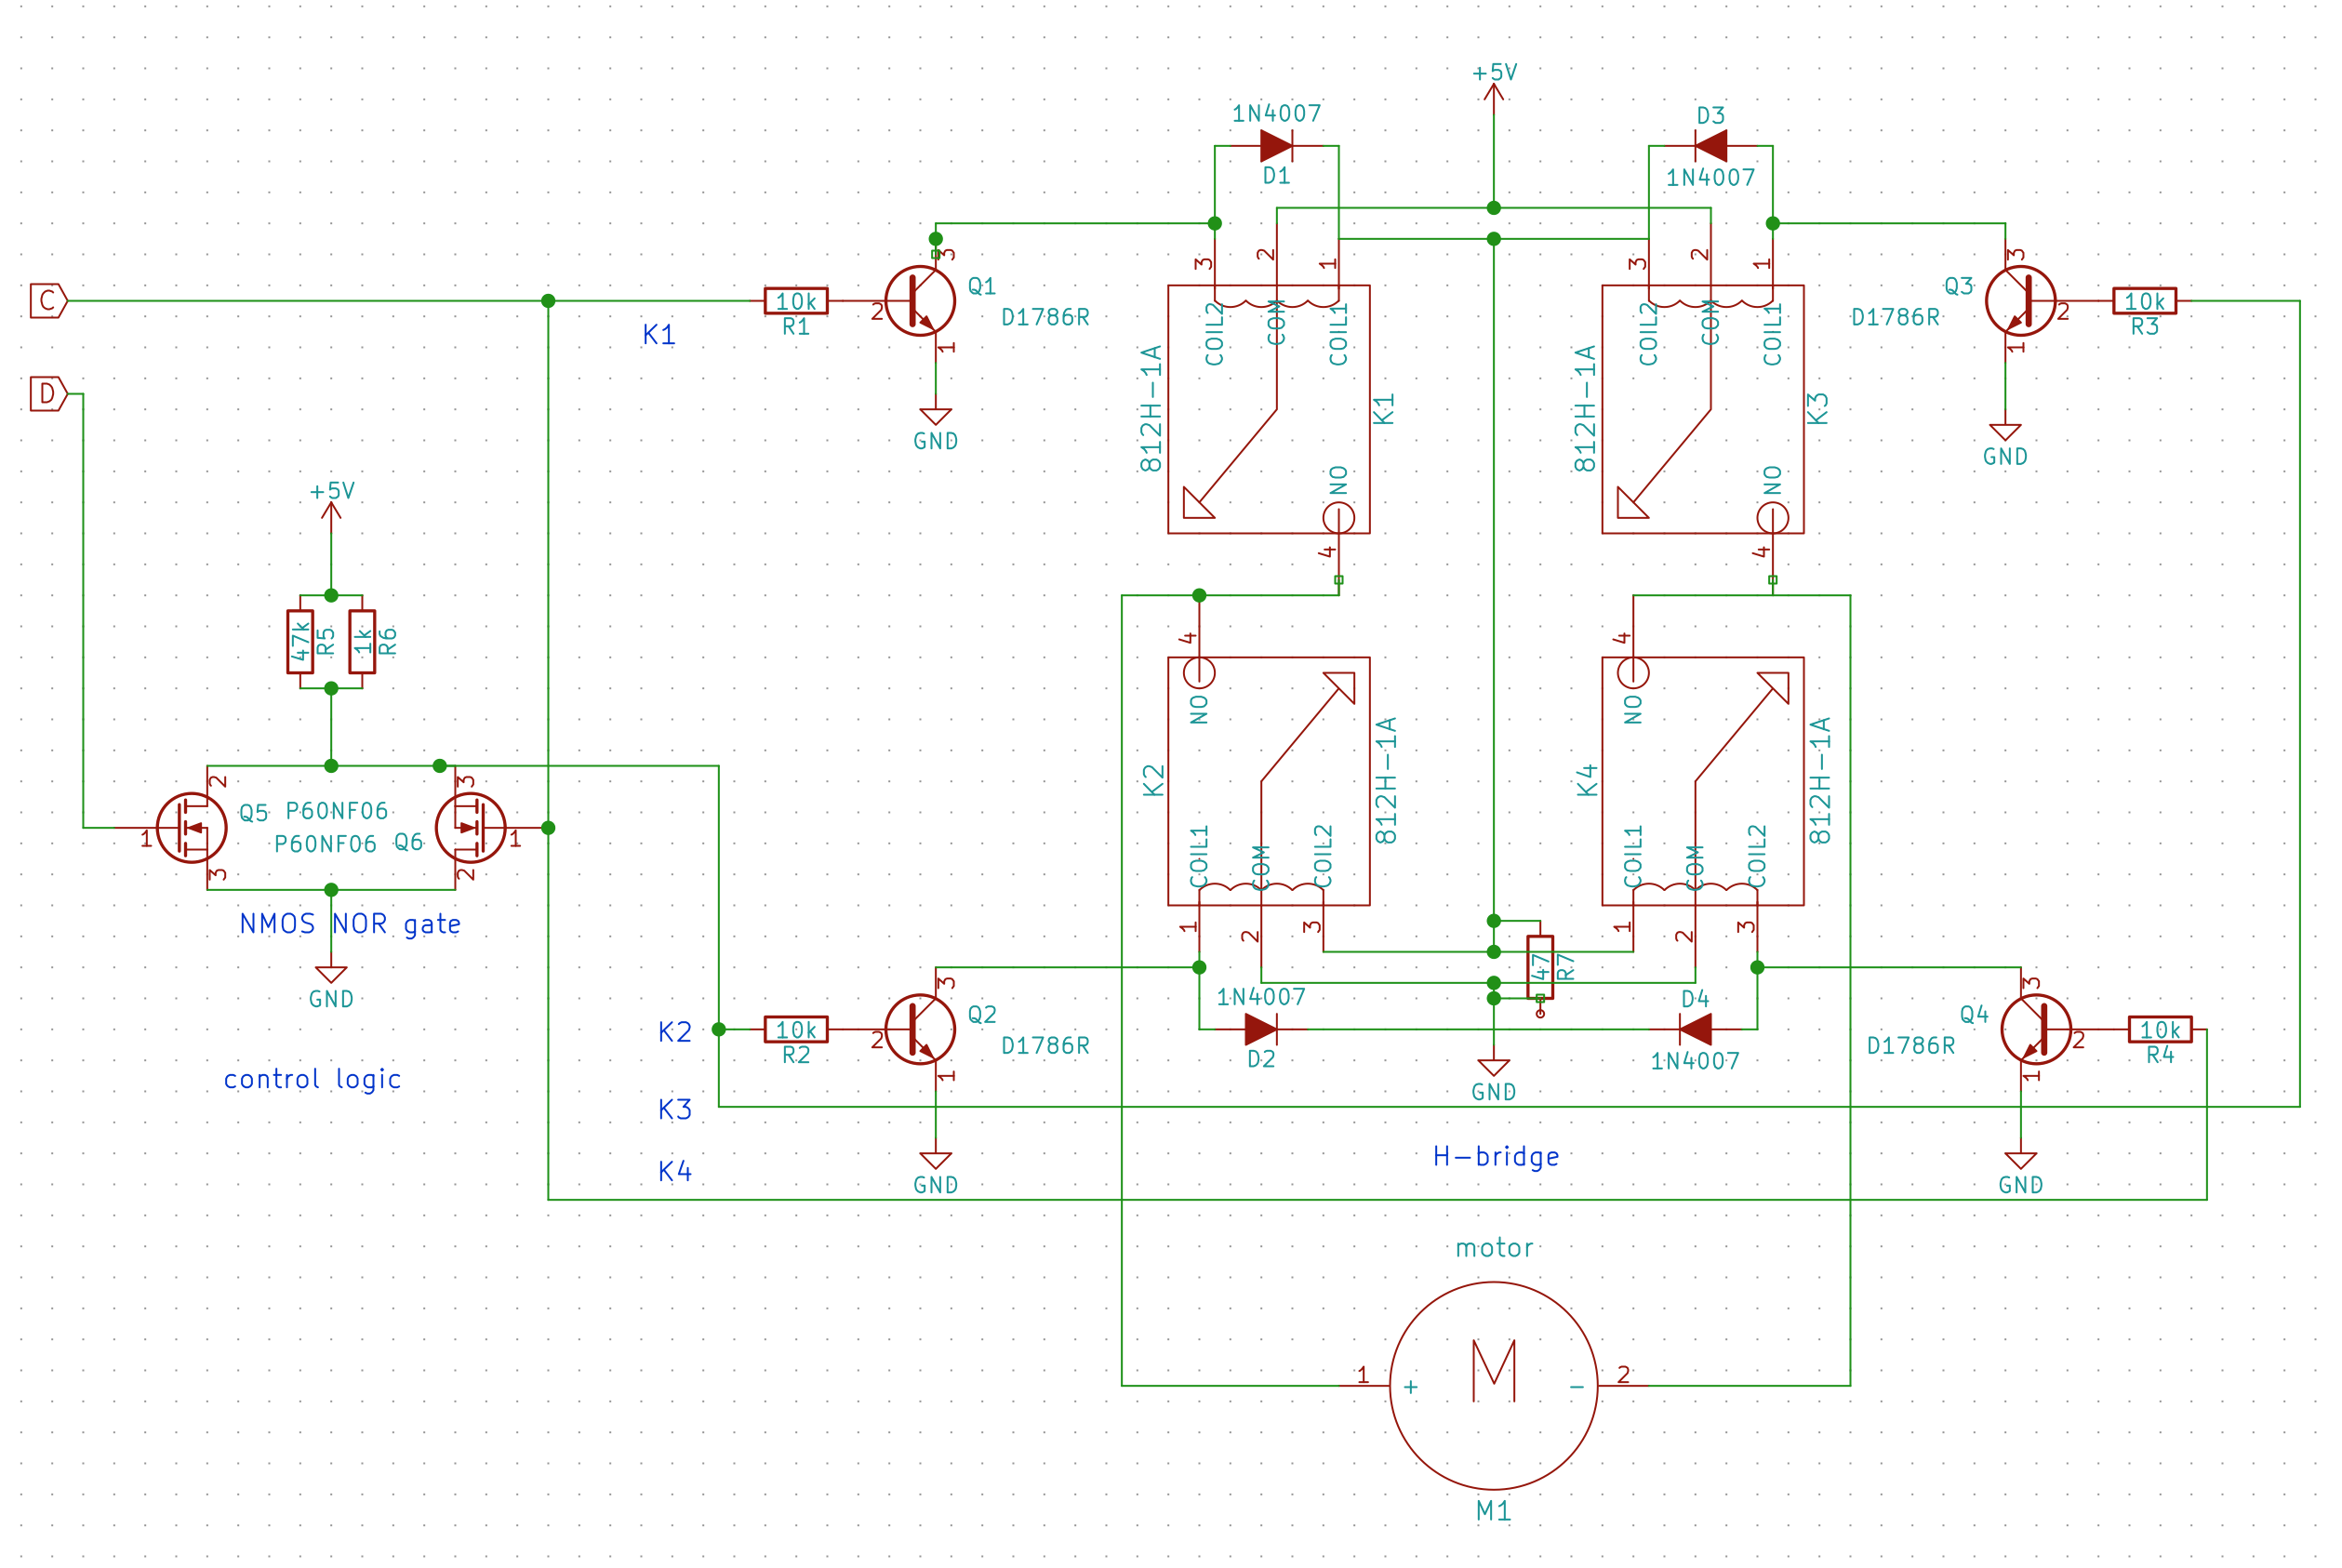 +5V
1N4007
D3
D1
1N4007
C
10k
R1
2
3
1
Q1
D1786R
GND
K1
3
2
1
COIL2
COM
COIL1
812H-1A
K1
NO
4
3
2
1
COIL2
COM
COIL1
812H-1A
K3
NO
4
Q3
D1786R
3
2
1
10k
R3
GND
D
+5V
47k
R5
1k
R6
2
1
3
Q5
P60NF06
P60NF06
Q6
3
1
2
NMOS NOR gate
GND
control logic
4
NO
K2
812H-1A
COIL1
COM
COIL2
1
2
3
4
NO
K4
812H-1A
COIL1
COM
COIL2
1
2
3
47
R7
K2
10k
R2
2
3
1
Q2
D1786R
GND
1N4007
D2
D4
1N4007
GND
Q4
D1786R
3
2
1
10k
R4
GND
K3
K4
H-bridge
motor
1
+
M
-
2
M1